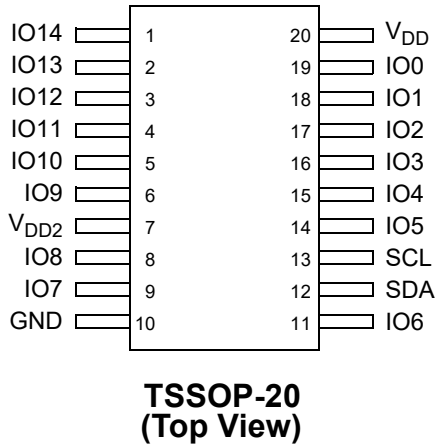 IO14 1 20 VDD
IO13 2 19 IO0
IO12 3 18 IO1
IO11 4 17 IO2
IO10 5 16 IO3
IO9 6 15 IO4
VDD2 7 14 IO5
IO8 8 13 SCL
IO7 9 12 SDA
GND 10 11 IO6
TSSOP-20
(Top View)